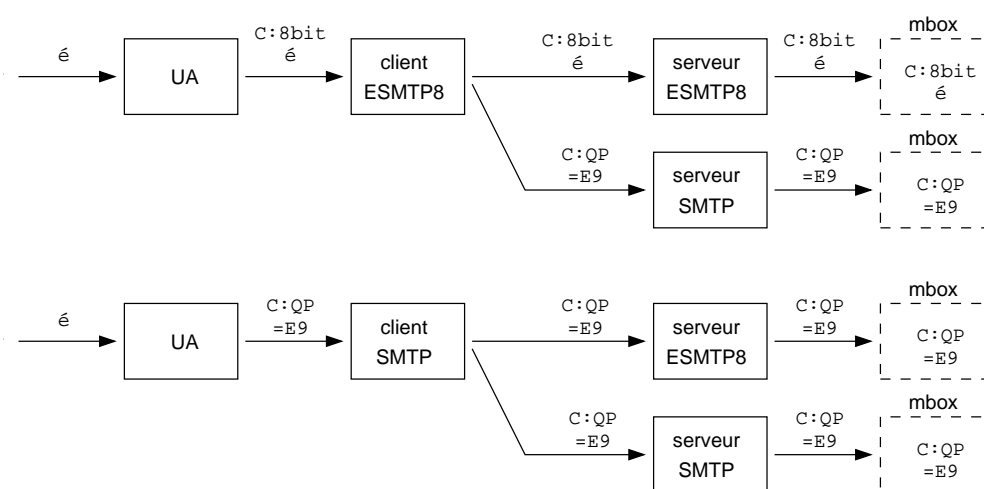 mbox
é
C:8bit
é
C:8bit
é
C:8bit
é
UA
client
ESMTP8
serveur
ESMTP8
C:8bit
é
mbox
C:QP
=E9
C:QP
=E9
serveur
SMTP
C:QP
=E9
mbox
é
C:QP
=E9
C:QP
=E9
C:QP
=E9
UA
client
SMTP
serveur
ESMTP8
C:QP
=E9
mbox
C:QP
=E9
C:QP
=E9
serveur
SMTP
C:QP
=E9